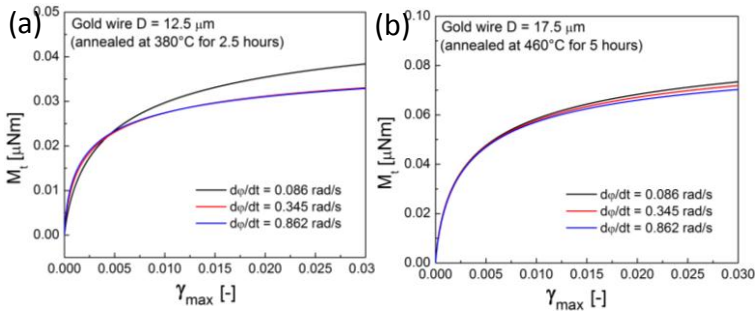 (a)
Gold wire D = 12.5 μm
(annealed at 380°C for 2.5 hours)
0.05
0.04
0.03
0.02
0.01
0.00
Mt [μNm]
dφ/dt = 0.086 rad/s
dφ/dt = 0.345 rad/s
dφ/dt = 0.862 rad/s
0.000 0.005 0.010 0.015 0.020 0.025 0.03
γmax [-]
(b)
Gold wire D = 17.5 μm
(annealed at 460°C for 5 hours)
0.10
0.08
0.06
0.04
0.02
0.00
Mt [μNm]
dφ/dt = 0.086 rad/s
dφ/dt = 0.345 rad/s
dφ/dt = 0.862 rad/s
0.000 0.005 0.010 0.015 0.020 0.025 0.030
γmax [-]